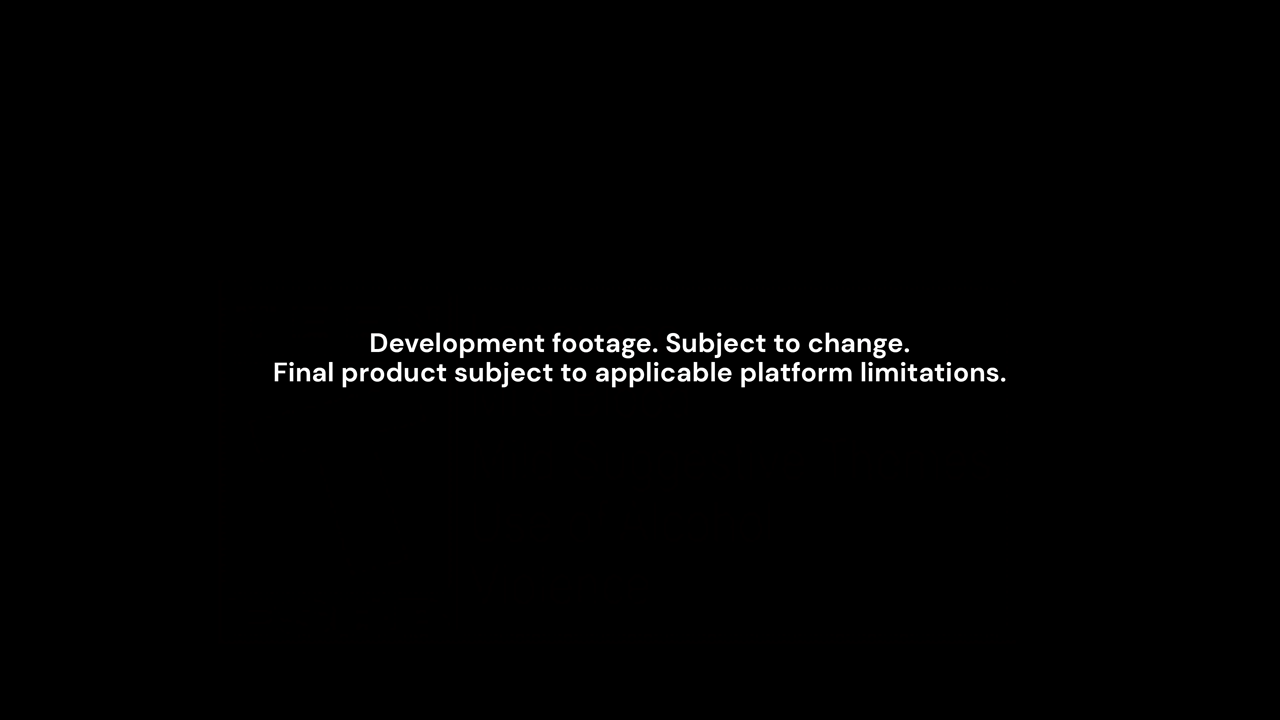 Development footage. Subject to change.
Final product subject to applicable platform limitations.